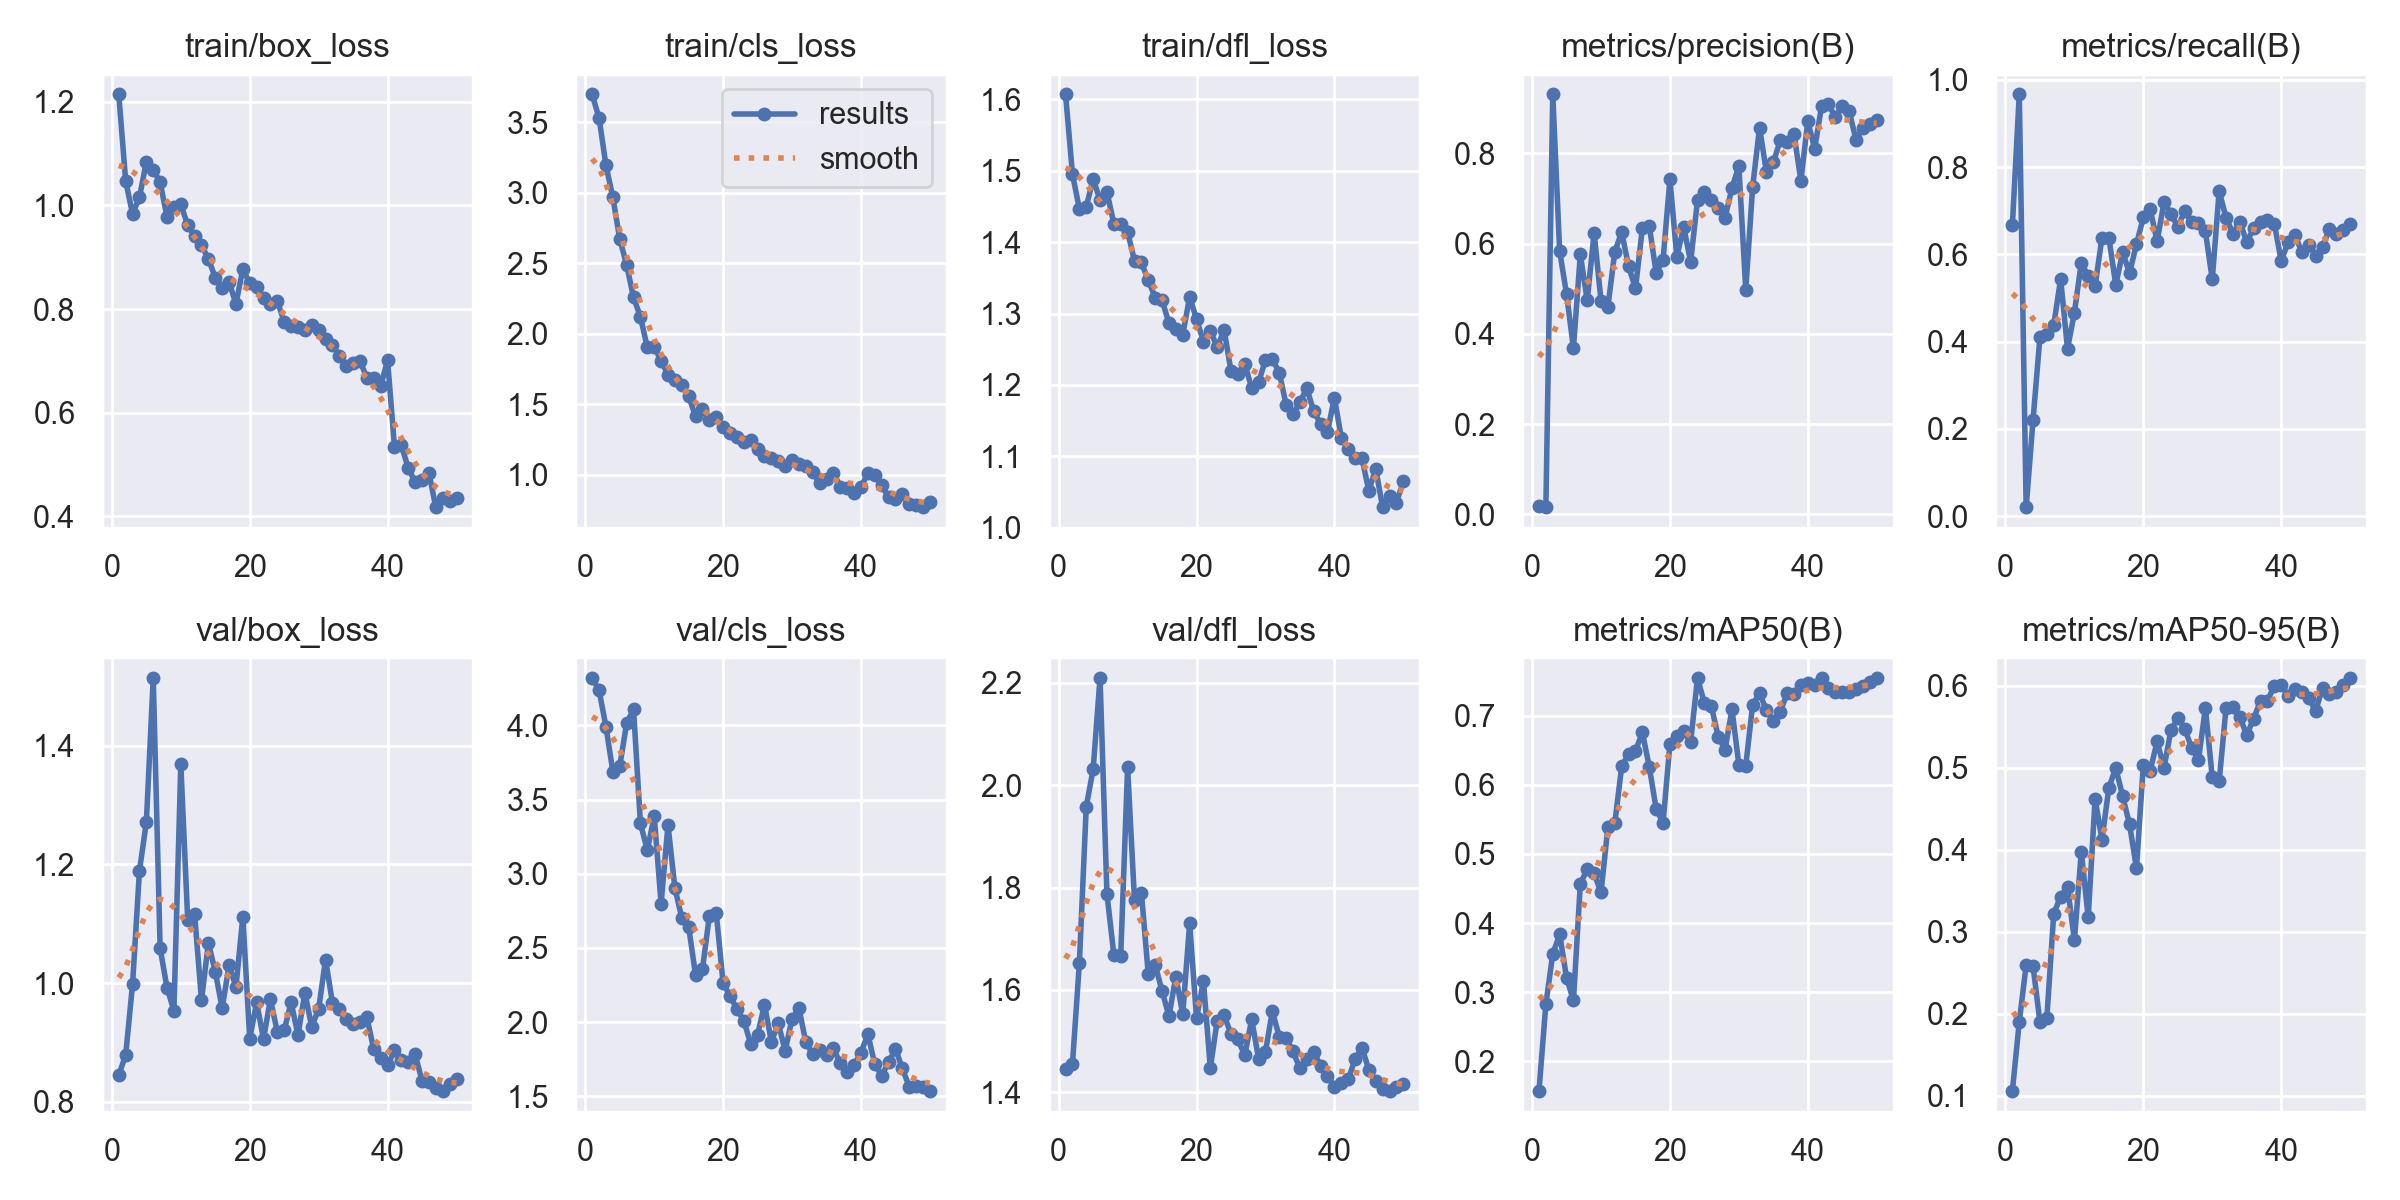 train/box_loss
train/cls_loss
train/dfl_loss
metrics/precision(B)
metrics/recall(B)
1.2
1.0
0.8
0.6
0.4
0 20 40
3.5
3.0
2.5
2.0
1.5
1.0
results
smooth
0 20 40
1.6
1.5
1.4
1.3
1.2
1.1
1.0
0 20 40
0.8
0.6
0.4
0.2
0.0
0 20 40
1.0
0.8
0.6
0.4
0.2
0.0
0 20 40
val/box_loss
val/cls_loss
val/dfl_loss
metrics/mAP50(B)
metrics/mAP50-95(B)
1.4
1.2
1.0
0.8
0 20 40
4.0
3.5
3.0
2.5
2.0
1.5
0 20 40
2.2
2.0
1.8
1.6
1.4
0 20 40
0.7
0.6
0.5
0.4
0.3
0.2
0 20 40
0.6
0.5
0.4
0.3
0.2
0.1
0 20 40